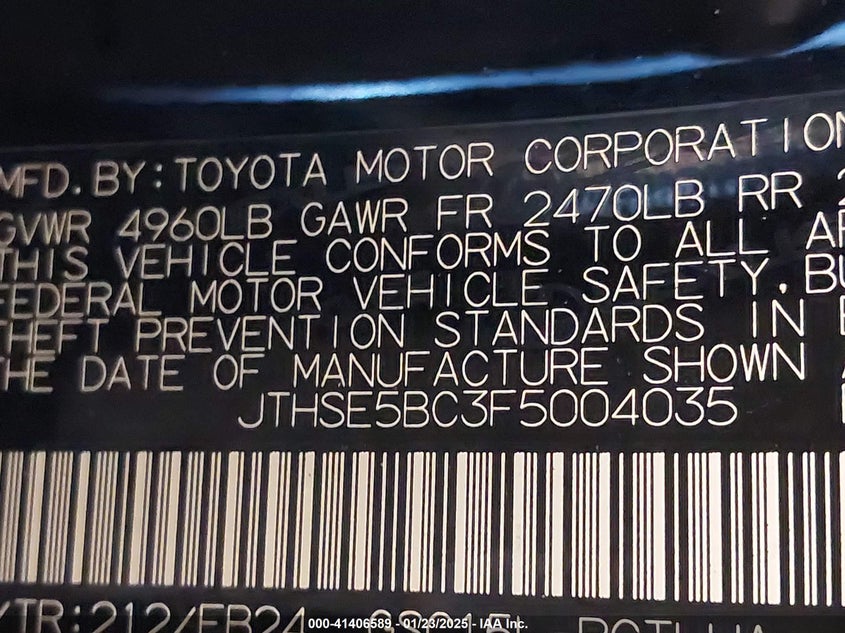 MFD. BY: TOYOTA MOTOR CORPORATION
GVWR 4960LB GAWR FR 2470LB RR
THIS VEHICLE CONFORMS TO ALL
FEDERAL MOTOR VEHICLE SAFETY,
THEFT PREVENTION STANDARDS IN
THE DATE OF MANUFACTURE SHOWN
JTHSE5BC3F5004035
000-41406589 - 01/23/2025 - IAA Inc.